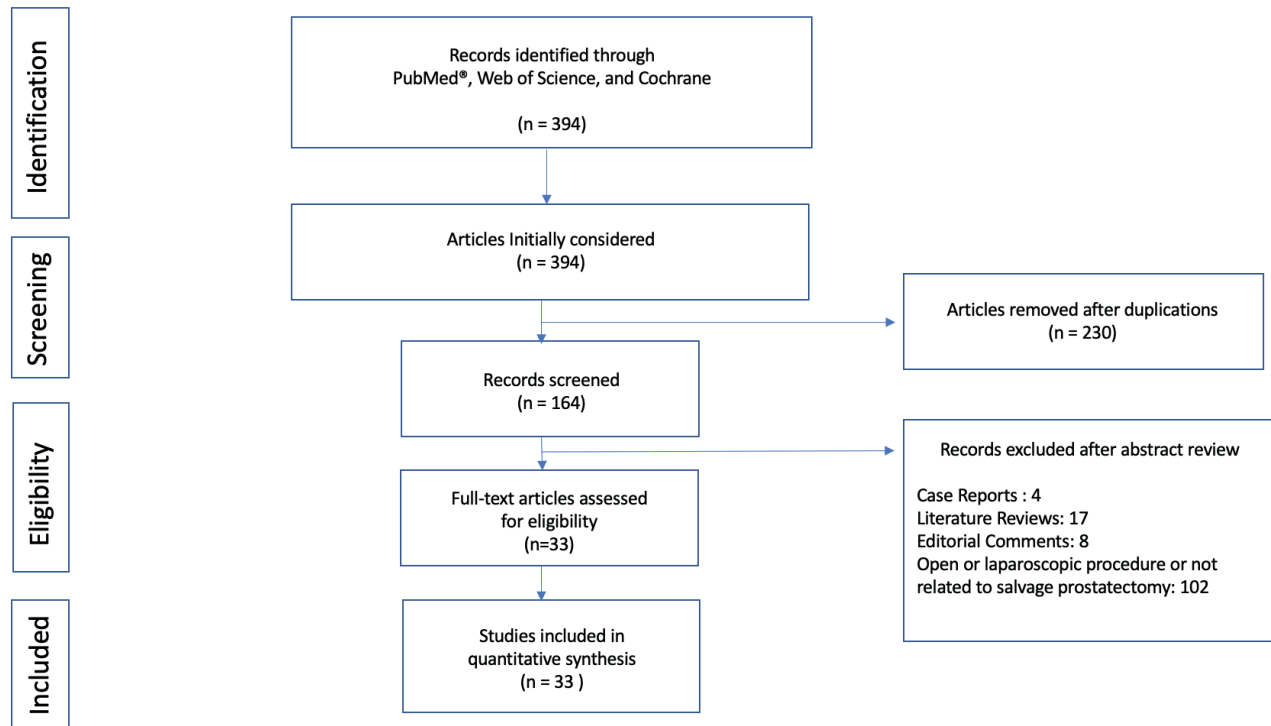 Identification
Records identified through
PubMed®, Web of Science, and Cochrane
(n = 394)
Articles Initially considered
(n = 394)
Screening
Articles removed after duplications
(n = 230)
Records screened
(n = 164)
Eligibility
Records excluded after abstract review
Case Reports : 4
Literature Reviews: 17
Editorial Comments: 8
Open or laparoscopic procedure or not
related to salvage prostatectomy: 102
Full-text articles assessed
for eligibility
(n=33)
Included
Studies included in
quantitative synthesis
(n = 33 )